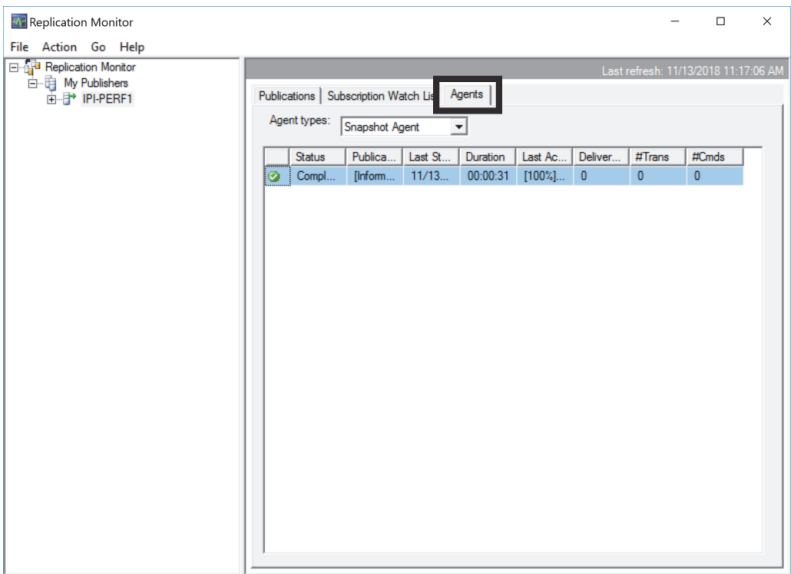 Replication Monitor
File Action Go Help
Replication Monitor
My Publishers
IPI-PERF1
Last refresh: 11/13/2018 11:17:06 AM
Publications Subscription Watch Lis Agents
Agent types: Snapshot Agent
Status Publica... Last St... Duration Last Ac... Deliver... #Trans #Cmds
Compl... [Inform... 11/13... 00:00:31 [100%]... 0 0 0